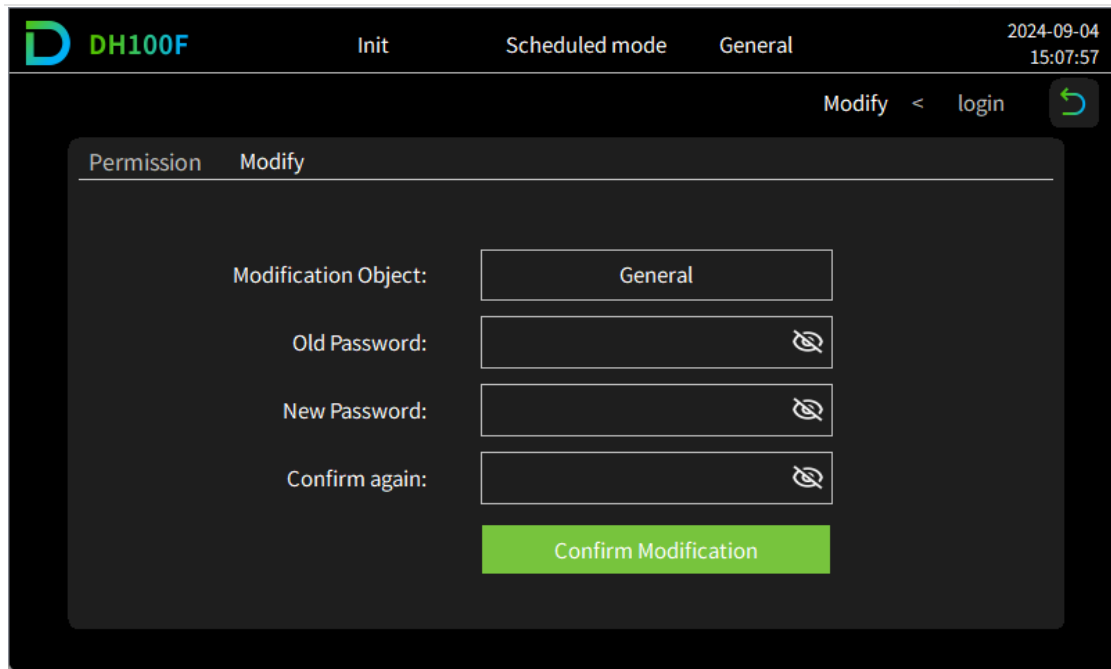 DH100F Init Scheduled mode General 2024-09-04
15:07:57
Modify < login
Permission Modify
Modification Object: General
Old Password:
New Password:
Confirm again:
Confirm Modification